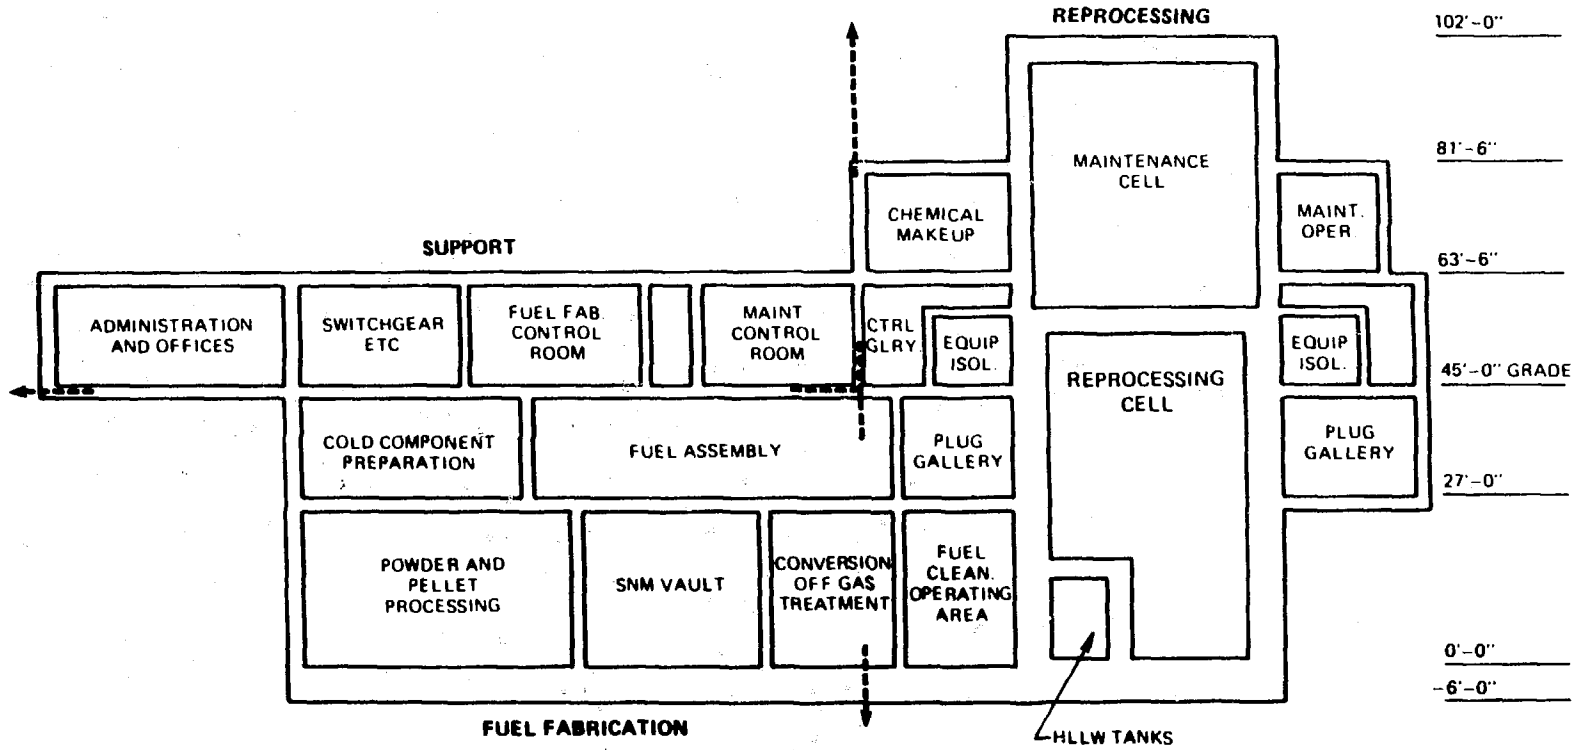 REPROCESSING
102'-0"
MAINTENANCE
CELL
81'-6"
CHEMICAL
MAKEUP
MAINT.
OPER.
SUPPORT
63'-6"
ADMINISTRATION
AND OFFICES
SWITCHGEAR
ETC
FUEL FAB.
CONTROL
ROOM
MAINT
CONTROL
ROOM
CTRL
GLRY
EQUIP
ISOL.
EQUIP
ISOL.
REPROCESSING
CELL
45'-0" GRADE
COLD COMPONENT
PREPARATION
FUEL ASSEMBLY
PLUG
GALLERY
PLUG
GALLERY
27'-0"
POWDER AND
PELLET
PROCESSING
SNM VAULT
CONVERSION
OFF GAS
TREATMENT
FUEL
CLEAN.
OPERATING
AREA
0'-0"
-6'-0"
FUEL FABRICATION
HLLW TANKS